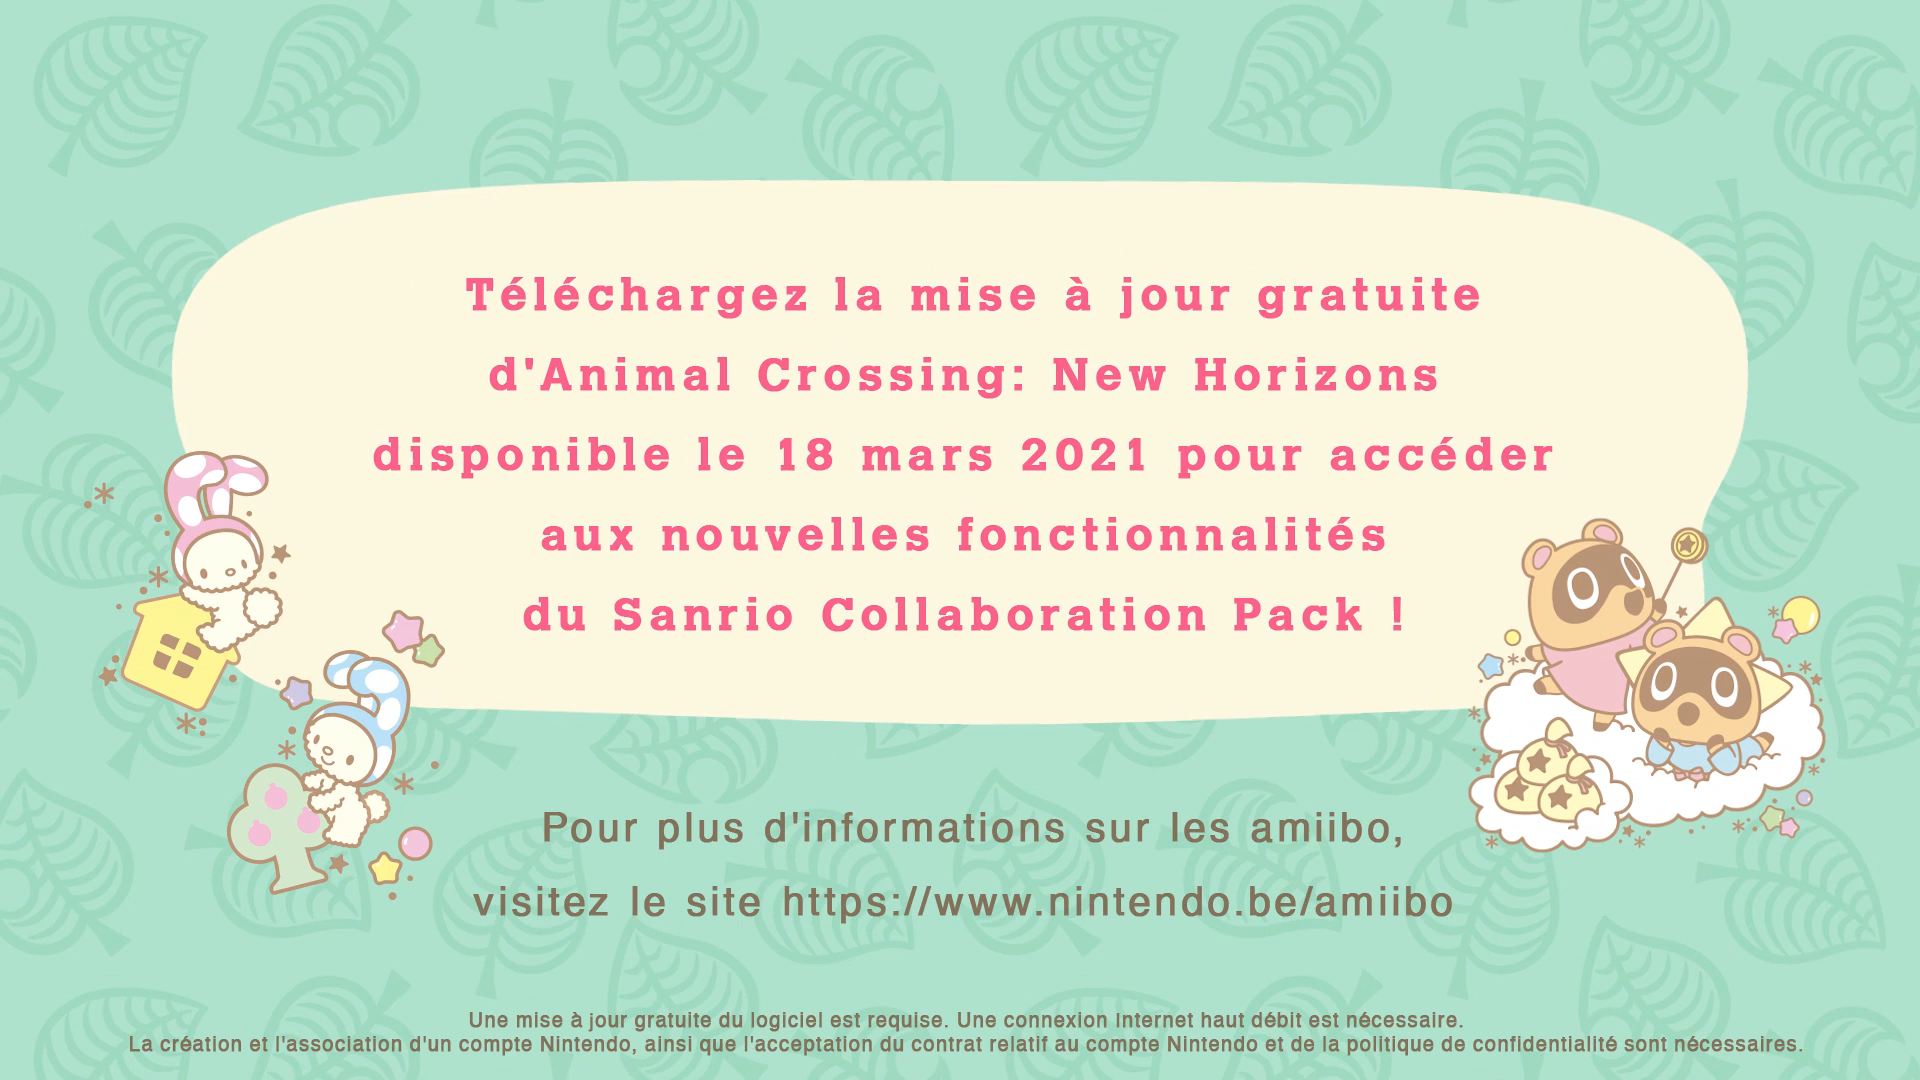 Téléchargez la mise à jour gratuite
d'Animal Crossing: New Horizons
disponible le 18 mars 2021 pour accéder
aux nouvelles fonctionnalités
du Sanrio Collaboration Pack !
Pour plus d'informations sur les amiibo,
visitez le site https://www.nintendo.be/amiibo
Une mise à jour gratuite du logiciel est requise. Une connexion Internet haut débit est nécessaire.
La création et l'association d'un compte Nintendo, ainsi que l'acceptation du contrat relatif au compte Nintendo et de la politique de confidentialité sont nécessaires.